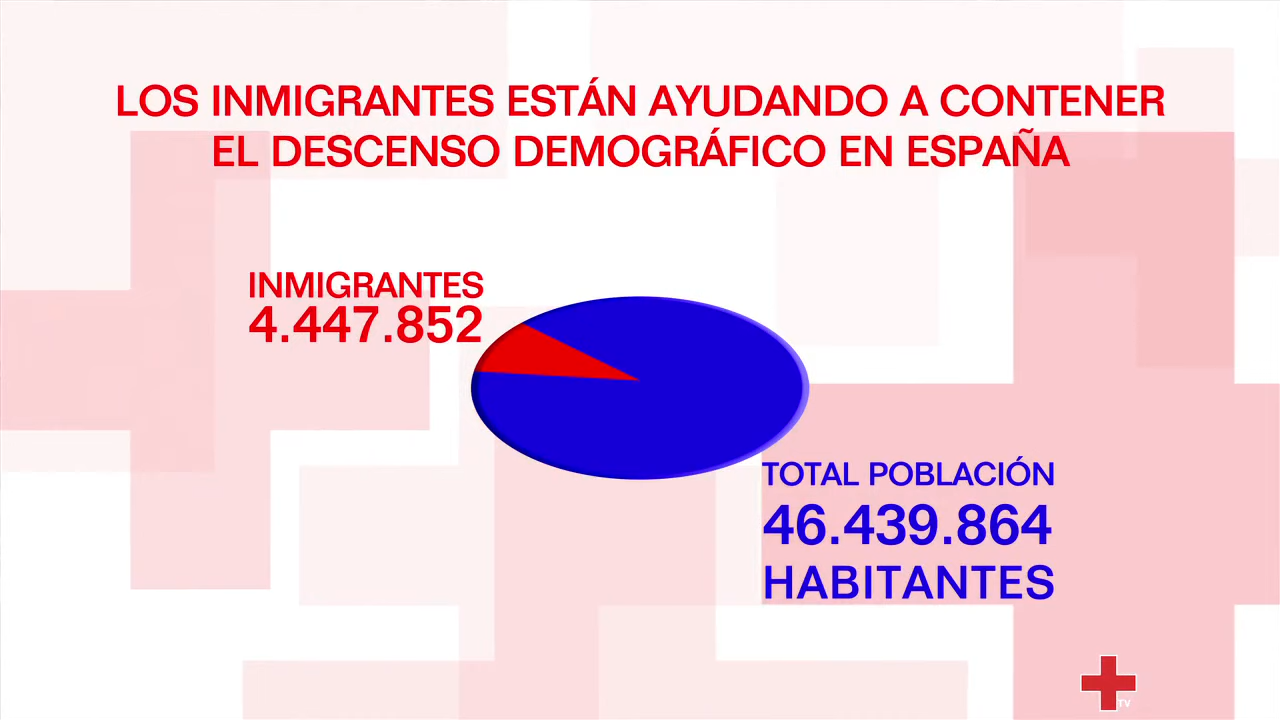 LOS INMIGRANTES ESTÁN AYUDANDO A CONTENER
EL DESCENSO DEMOGRÁFICO EN ESPAÑA
INMIGRANTES
4.447.852
TOTAL POBLACIÓN
46.439.864
HABITANTES
TV